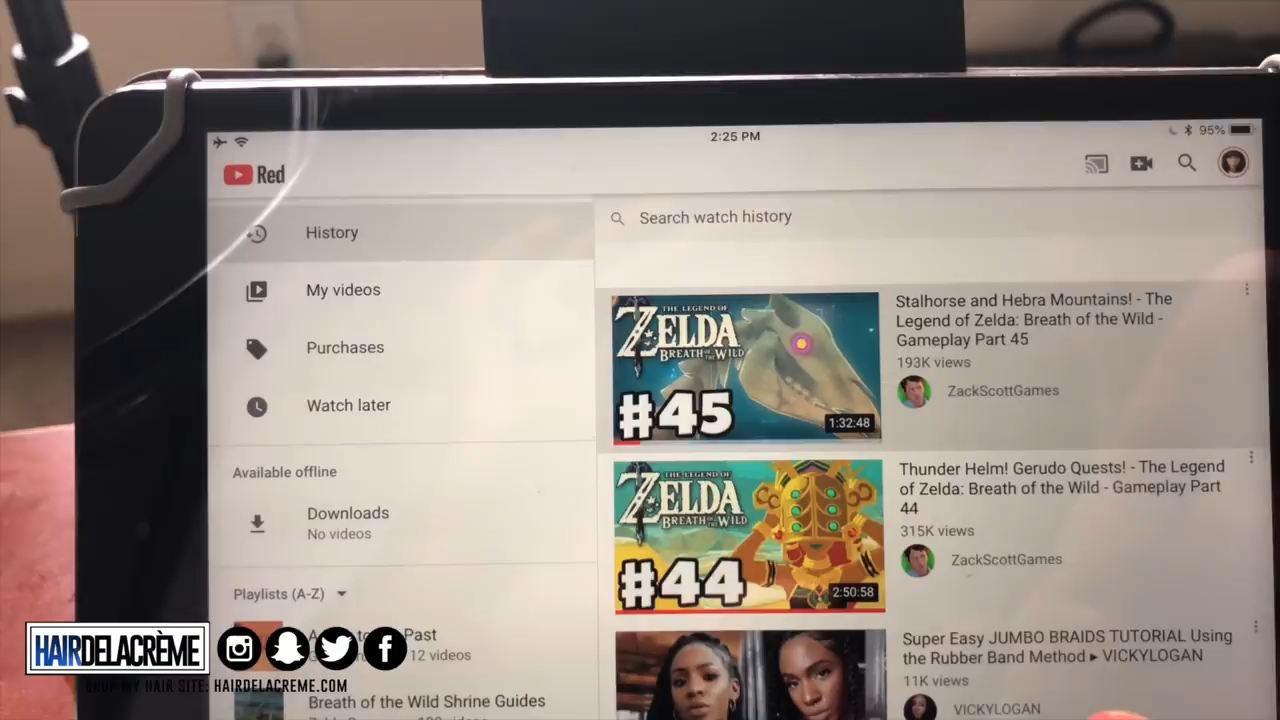 2:25 PM
95%
Red
History
My videos
Purchases
Watch later
Available offline
Downloads
No videos
Playlists (A-Z)
Past
12 videos
Breath of the Wild Shrine Guides
Search watch history
THE LEGEND OF
ZELDA
BREATH OF THE WILD
#45
1:32:48
Stalhorse and Hebra Mountains! - The
Legend of Zelda: Breath of the Wild -
Gameplay Part 45
193K views
ZackScottGames
THE LEGEND OF
ZELDA
BREATH OF THE WILD
#44
2:50:58
Thunder Helm! Gerudo Quests! - The Legend
of Zelda: Breath of the Wild - Gameplay Part
44
315K views
ZackScottGames
Super Easy JUMBO BRAIDS TUTORIAL Using
the Rubber Band Method ▸ VICKYLOGAN
11K views
VICKYLOGAN
HAIRDELACRÈME
SHOP MY HAIR SITE: HAIRDELACREME.COM